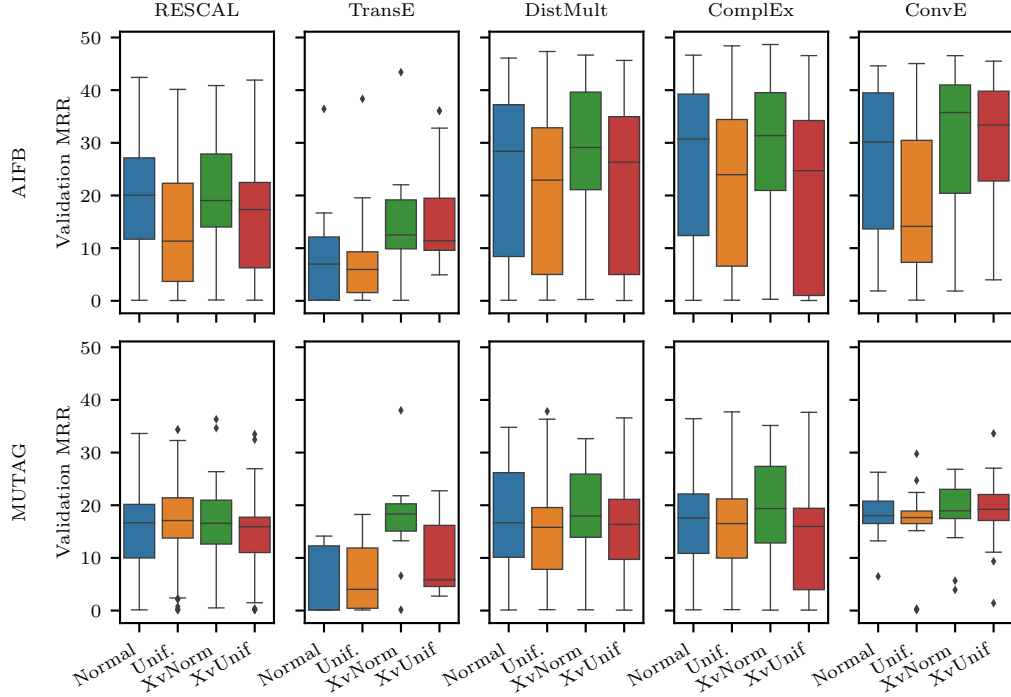 RESCAL TransE DistMult ComplEx ConvE
AIFB
Validation MRR
50
40
30
20
10
0
MUTAG
Validation MRR
50
40
30
20
10
0
Normal Unif. XvNorm XvUnif Normal Unif. XvNorm XvUnif Normal Unif. XvNorm XvUnif Normal Unif. XvNorm XvUnif Normal Unif. XvNorm XvUnif